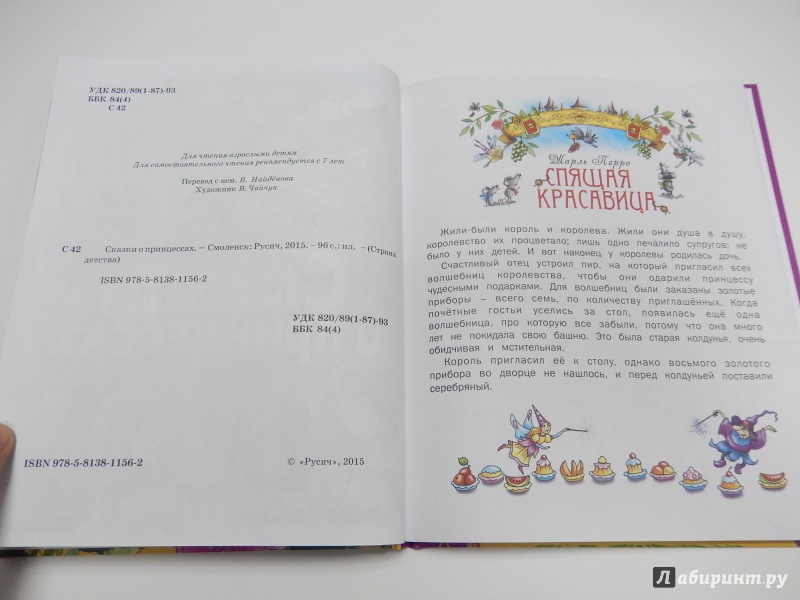 УДК 820/89(1-87)-93
ББК 84(4)
С 42
Для чтения взрослыми детям
Для самостоятельного чтения рекомендуется с 7 лет
Перевод с нем. В. Найдёнова
Художник В. Чайчук
С 42 Сказки о принцессах. – Смоленск: Русич, 2015. – 96 с.: ил. – (Страна
детства)
ISBN 978-5-8138-1156-2
УДК 820/89(1-87)-93
ББК 84(4)
ISBN 978-5-8138-1156-2
© «Русич», 2015
Шарль Перро
СПЯЩАЯ
КРАСАВИЦА
Жили-были король и королева. Жили они душа в душу,
королевство их процветало; лишь одно печалило супругов: не
было у них детей. И вот наконец у королевы родилась дочь.
Счастливый отец устроил пир, на который пригласил всех
волшебниц королевства, чтобы они одарили принцессу
чудесными подарками. Для волшебниц были заказаны золотые
приборы – всего семь, по количеству приглашённых. Когда
почётные гостьи уселись за стол, появилась ещё одна
волшебница, про которую все забыли, потому что она много
лет не покидала свою башню. Это была старая колдунья, очень
обидчивая и мстительная.
Король пригласил её к столу, однако восьмого золотого
прибора во дворце не нашлось, и перед колдуньей поставили
серебряный.
Лабиринт.ру